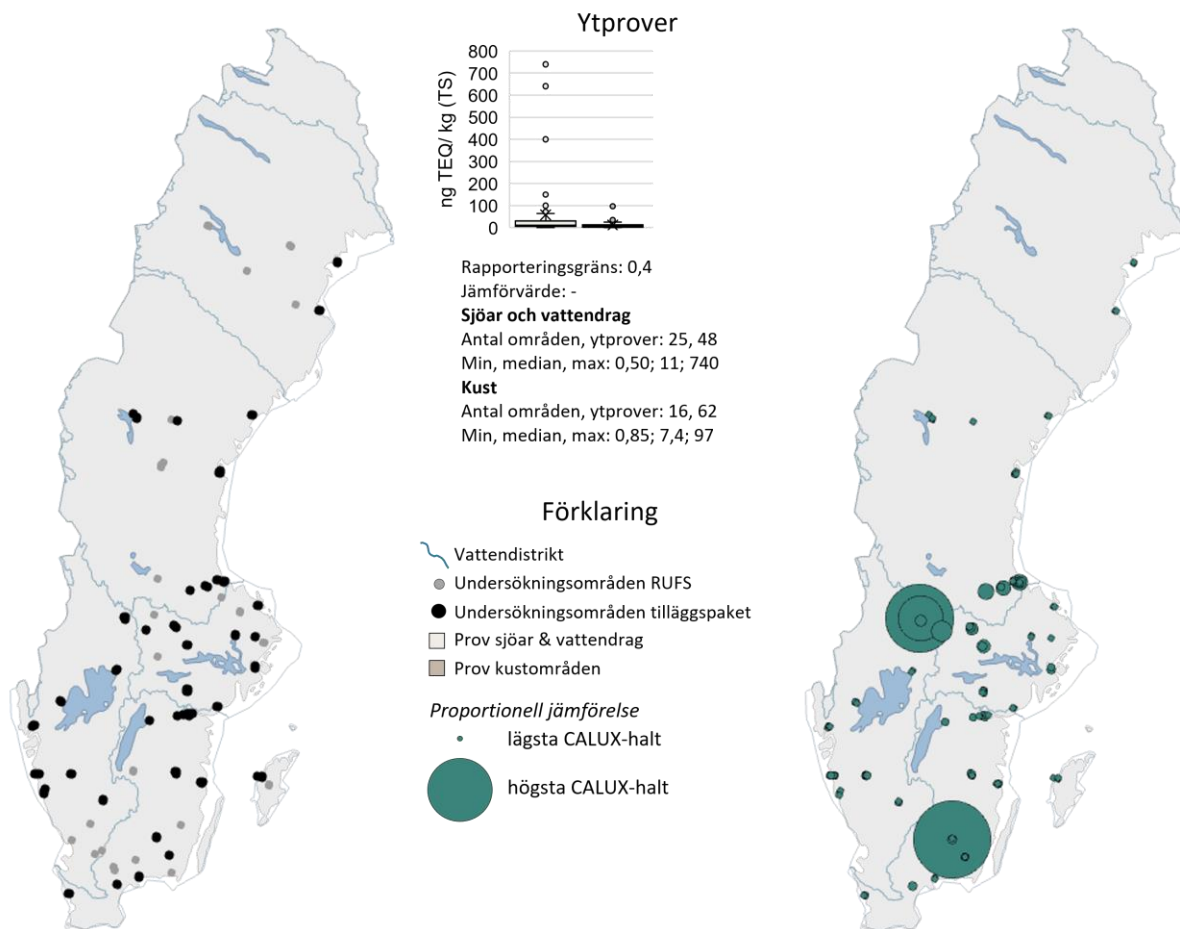 Ytprover
ng TEQ/ kg (TS)
800
700
600
500
400
300
200
100
0
Rapporteringsgräns: 0,4
Jämförvärde: -
Sjöar och vattendrag
Antal områden, ytprover: 25, 48
Min, median, max: 0,50; 11; 740
Kust
Antal områden, ytprover: 16, 62
Min, median, max: 0,85; 7,4; 97
Förklaring
Vattendistrikt
Undersökningsområden RUFS
Undersökningsområden tilläggspaket
Prov sjöar & vattendrag
Prov kustområden
Proportionell jämförelse
lägsta CALUX-halt
högsta CALUX-halt